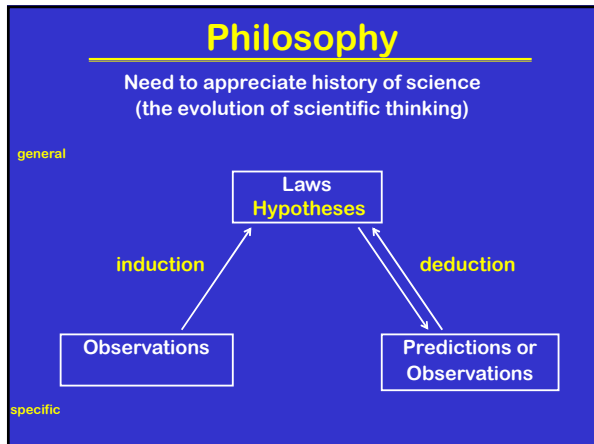 Philosophy
Need to appreciate history of science
(the evolution of scientific thinking)
general
Laws
Hypotheses
induction
deduction
Observations
Predictions or
Observations
specific